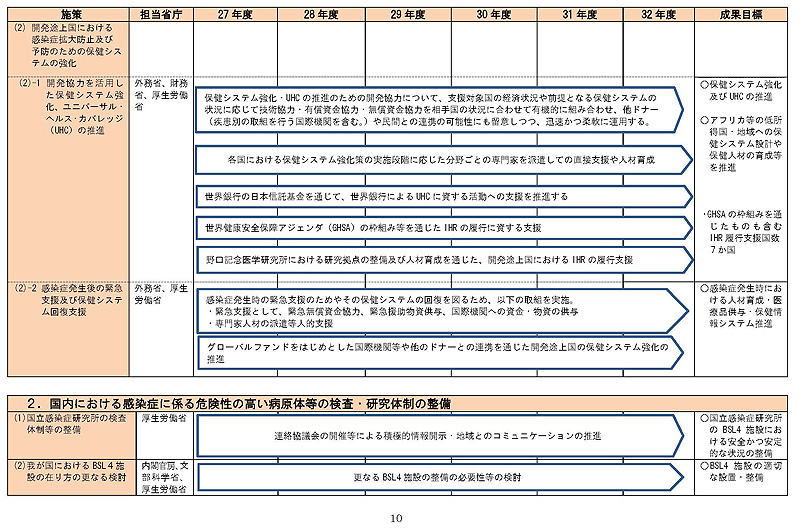 施策 担当省庁 27 年度 28 年度 29 年度 30 年度 31 年度 32 年度 成果目標
(2) 開発途上国における
感染症拡大防止及び
予防のための保健シス
テムの強化
(2)-1 開発協力を活用し
た保健システム強
化、ユニバーサル・
ヘルス・カバレッジ
(UHC)の推進
外務省、財務
省、厚生労働
省
保健システム強化・UHC の推進のための開発協力について、支援対象国の経済状況や前提となる保健システムの
状況に応じて技術協力・有償資金協力・無償資金協力を相手国の状況に合わせて有機的に組み合わせ、他ドナー
(疾患別の取組を行う国際機関を含む。)や民間との連携の可能性にも留意しつつ、迅速かつ柔軟に運用する。
各国における保健システム強化策の実施段階に応じた分野ごとの専門家を派遣しての直接支援や人材育成
世界銀行の日本信託基金を通じて、世界銀行による UHC に資する活動への支援を推進する
世界健康安全保障アジェンダ(GHSA)の枠組み等を通じた IHR の履行に資する支援
野口記念医学研究所における研究拠点の整備及び人材育成を通じた、開発途上国における IHR の履行支援
○保健システム強化
及び UHC の推進
○アフリカ等の低所
得国・地域への保
健システム設計や
保健人材の育成等
を推進
・GHSA の枠組みを通
じたものも含む
IHR 履行支援国数
7 か国
(2)-2 感染症発生後の緊急
支援及び保健システ
ム回復支援
外務省、厚生
労働省
感染症発生時の緊急支援のためやその保健システムの回復を図るため、以下の取組を実施。
・緊急支援として、緊急無償資金協力、緊急援助物資供与、国際機関への資金・物資の供与
・専門家人材の派遣等人的支援
グローバルファンドをはじめとした国際機関等や他のドナーとの連携を通じた開発途上国の保健システム強化の
推進
○感染症発生時にお
ける人材育成・医
療品供与・保健情
報システム推進
2．国内における感染症に係る危険性の高い病原体等の検査・研究体制の整備
(1)国立感染症研究所の検査
体制等の整備
厚生労働省
連絡協議会の開催等による積極的情報開示・地域とのコミュニケーションの推進
○国立感染症研究所
の BSL4 施設にお
ける安全かつ安定
的な状況の整備
(2)我が国における BSL４施
設の在り方の更なる検討
内閣官房、文
部科学省、
厚生労働省
更なる BSL4 施設の整備の必要性等の検討
○BSL4 施設の適切
な設置・整備
10